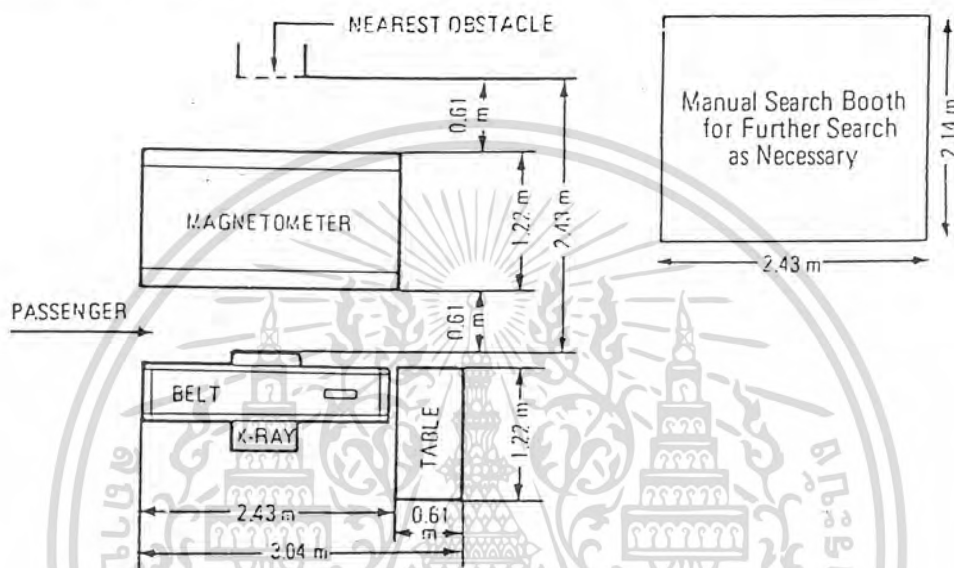 NEAREST OBSTACLE
0.61 m
Manual Search Booth
for Further Search
as Necessary
2.14 m
2.43 m
MAGNETOMETER
1.22 m
2.43 m
PASSENGER
0.61 m
BELT
X-RAY
TABLE
1.22 m
2.43 m
0.61
m
3.04 m